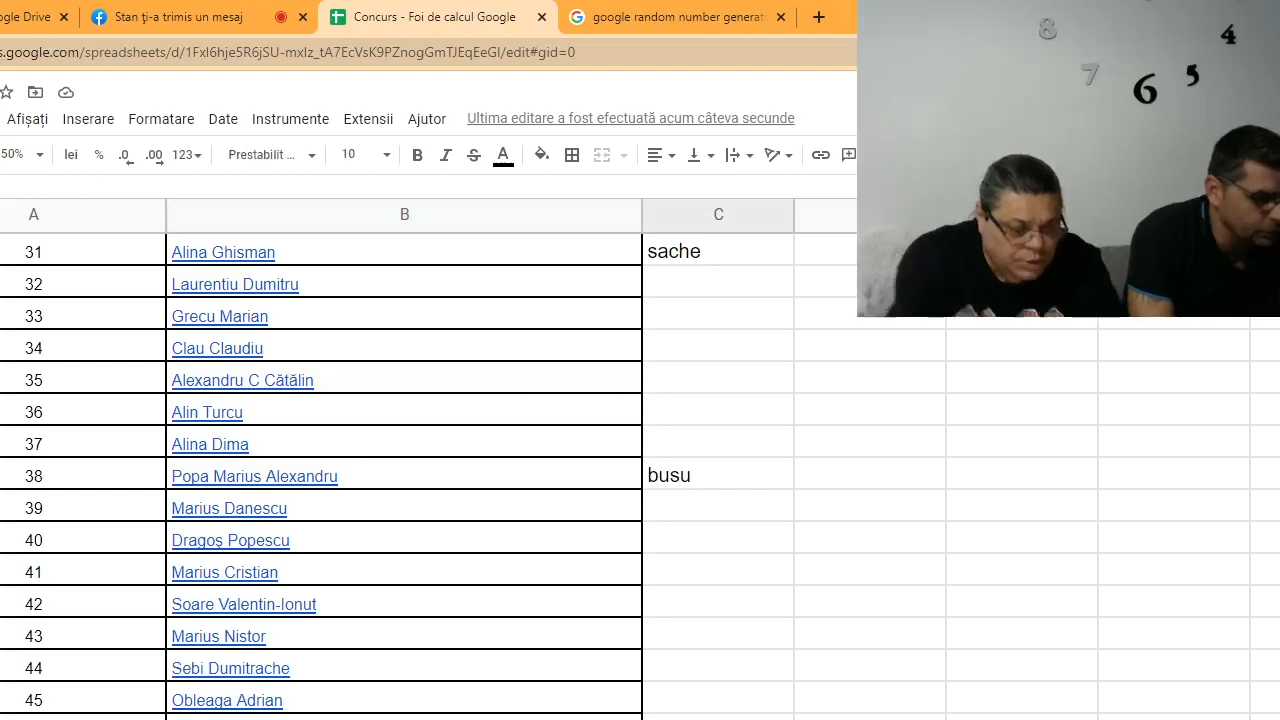 gle Drive
Stan ţi-a trimis un mesaj
Concurs - Foi de calcul Google
google random number generat
s.google.com/spreadsheets/d/1Fxl6hje5R6jSU-mxIz_tA7EcVsK9PZnogGmTJEqEeGI/edit#gid=0
Afișați Inserare Formatare Date Instrumente Extensii Ajutor Ultima editare a fost efectuată acum câteva secunde
50% lei % .0 .00 123 Prestabilit ... 10 B I S A
A B C
31 Alina Ghisman sache
32 Laurentiu Dumitru
33 Grecu Marian
34 Clau Claudiu
35 Alexandru C Cătălin
36 Alin Turcu
37 Alina Dima
38 Popa Marius Alexandru busu
39 Marius Danescu
40 Dragoș Popescu
41 Marius Cristian
42 Soare Valentin-Ionut
43 Marius Nistor
44 Sebi Dumitrache
45 Obleaga Adrian
8 4
7 6 5